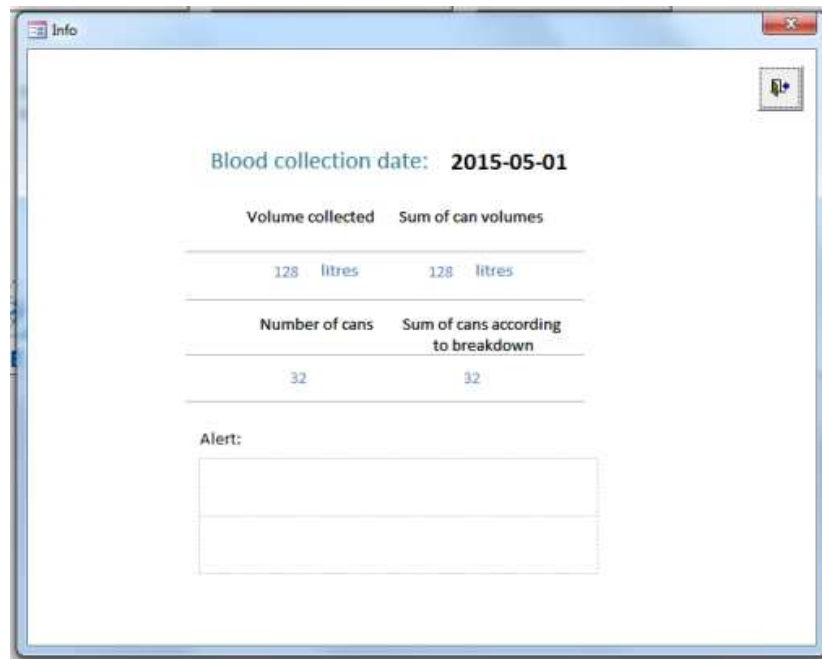 Info
Blood collection date: 2015-05-01
Volume collected Sum of can volumes
128 litres 128 litres
Number of cans Sum of cans according
to breakdown
32 32
Alert: